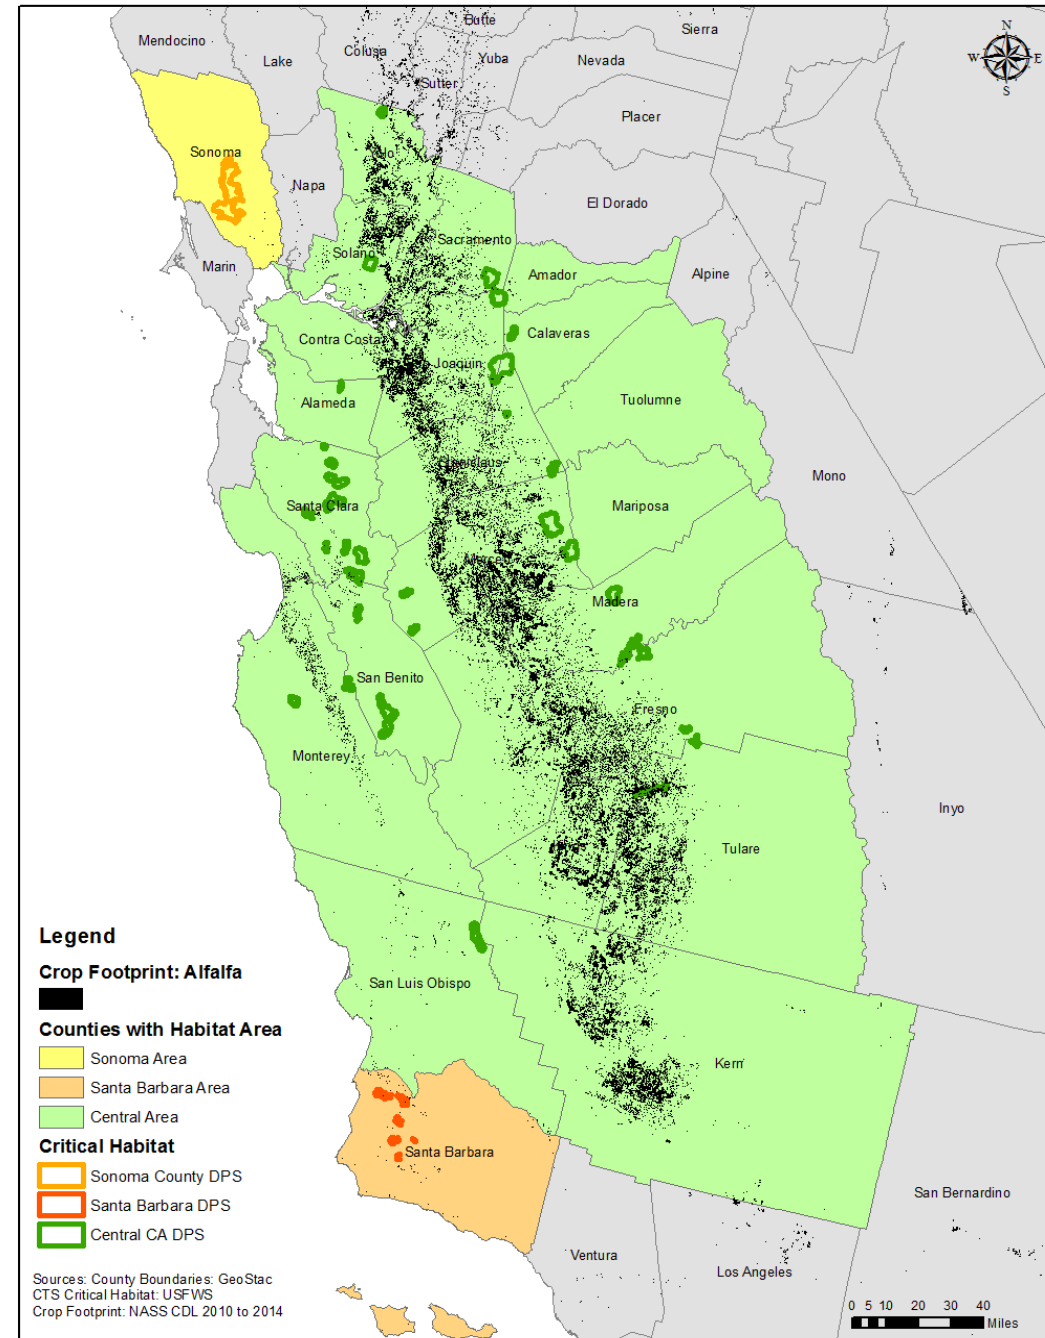 Butte
Mendocino
Sierra
N
Colusa
Lake
Yuba
Nevada
W
E
Sutter
S
Placer
Sonoma
Yolo
Napa
El Dorado
Sacramento
Solano
Marin
Amador
Alpine
Calaveras
Contra Costa
Joaquin
Tuolumne
Alameda
Stanislaus
Mono
Santa Clara
Mariposa
Merced
Madera
San Benito
Fresno
Monterey
Inyo
Tulare
Legend
Crop Footprint: Alfalfa
San Luis Obispo
Counties with Habitat Area
Sonoma Area
Kern
Santa Barbara Area
Central Area
Critical Habitat
Santa Barbara
Sonoma County DPS
San Bernardino
Santa Barbara DPS
Central CA DPS
Ventura
Los Angeles
Sources: County Boundaries: GeoStac
CTS Critical Habitat: USFWS
Crop Footprint: NASS CDL 2010 to 2014
0 5 10 20 30 40
Miles